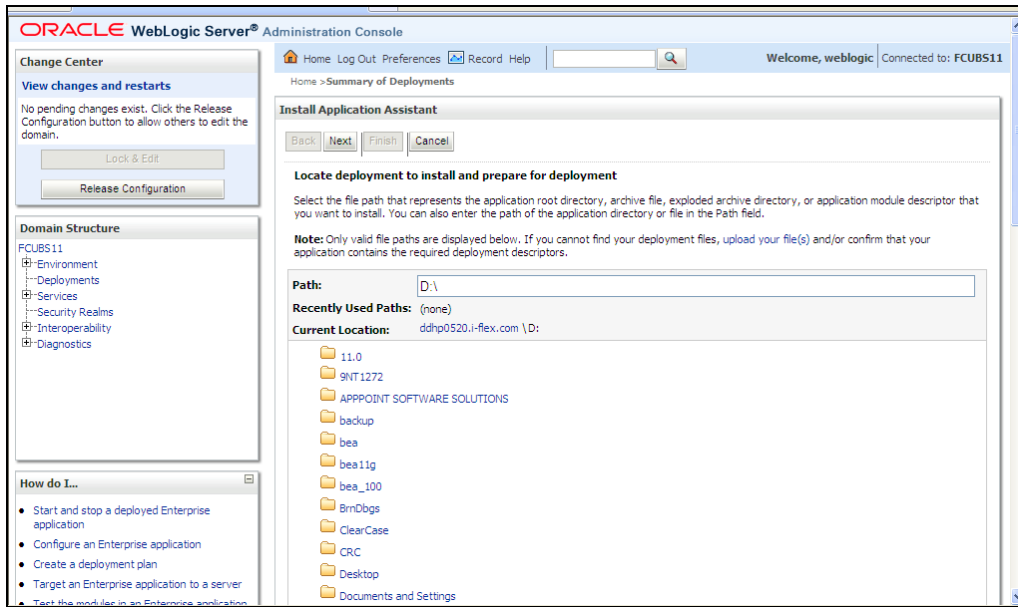 ORACLE WebLogic Server® Administration Console
Change Center
View changes and restarts
No pending changes exist. Click the Release
Configuration button to allow others to edit the
domain.
Lock & Edit
Release Configuration
Domain Structure
FCUBS11
Environment
Deployments
Services
Security Realms
Interoperability
Diagnostics
How do I...
Start and stop a deployed Enterprise
application
Configure an Enterprise application
Create a deployment plan
Target an Enterprise application to a server
Test the modules in an Enterprise application
Home Log Out Preferences Record Help
Welcome, weblogic Connected to: FCUBS11
Home >Summary of Deployments
Install Application Assistant
Back Next Finish Cancel
Locate deployment to install and prepare for deployment
Select the file path that represents the application root directory, archive file, exploded archive directory, or application module descriptor that
you want to install. You can also enter the path of the application directory or file in the Path field.
Note: Only valid file paths are displayed below. If you cannot find your deployment files, upload your file(s) and/or confirm that your
application contains the required deployment descriptors.
Path: D:\
Recently Used Paths: (none)
Current Location: ddhp0520.i-flex.com \D:
11.0
9NT1272
APPPOINT SOFTWARE SOLUTIONS
backup
bea
bea11g
bea_100
BrnDbgs
ClearCase
CRC
Desktop
Documents and Settings